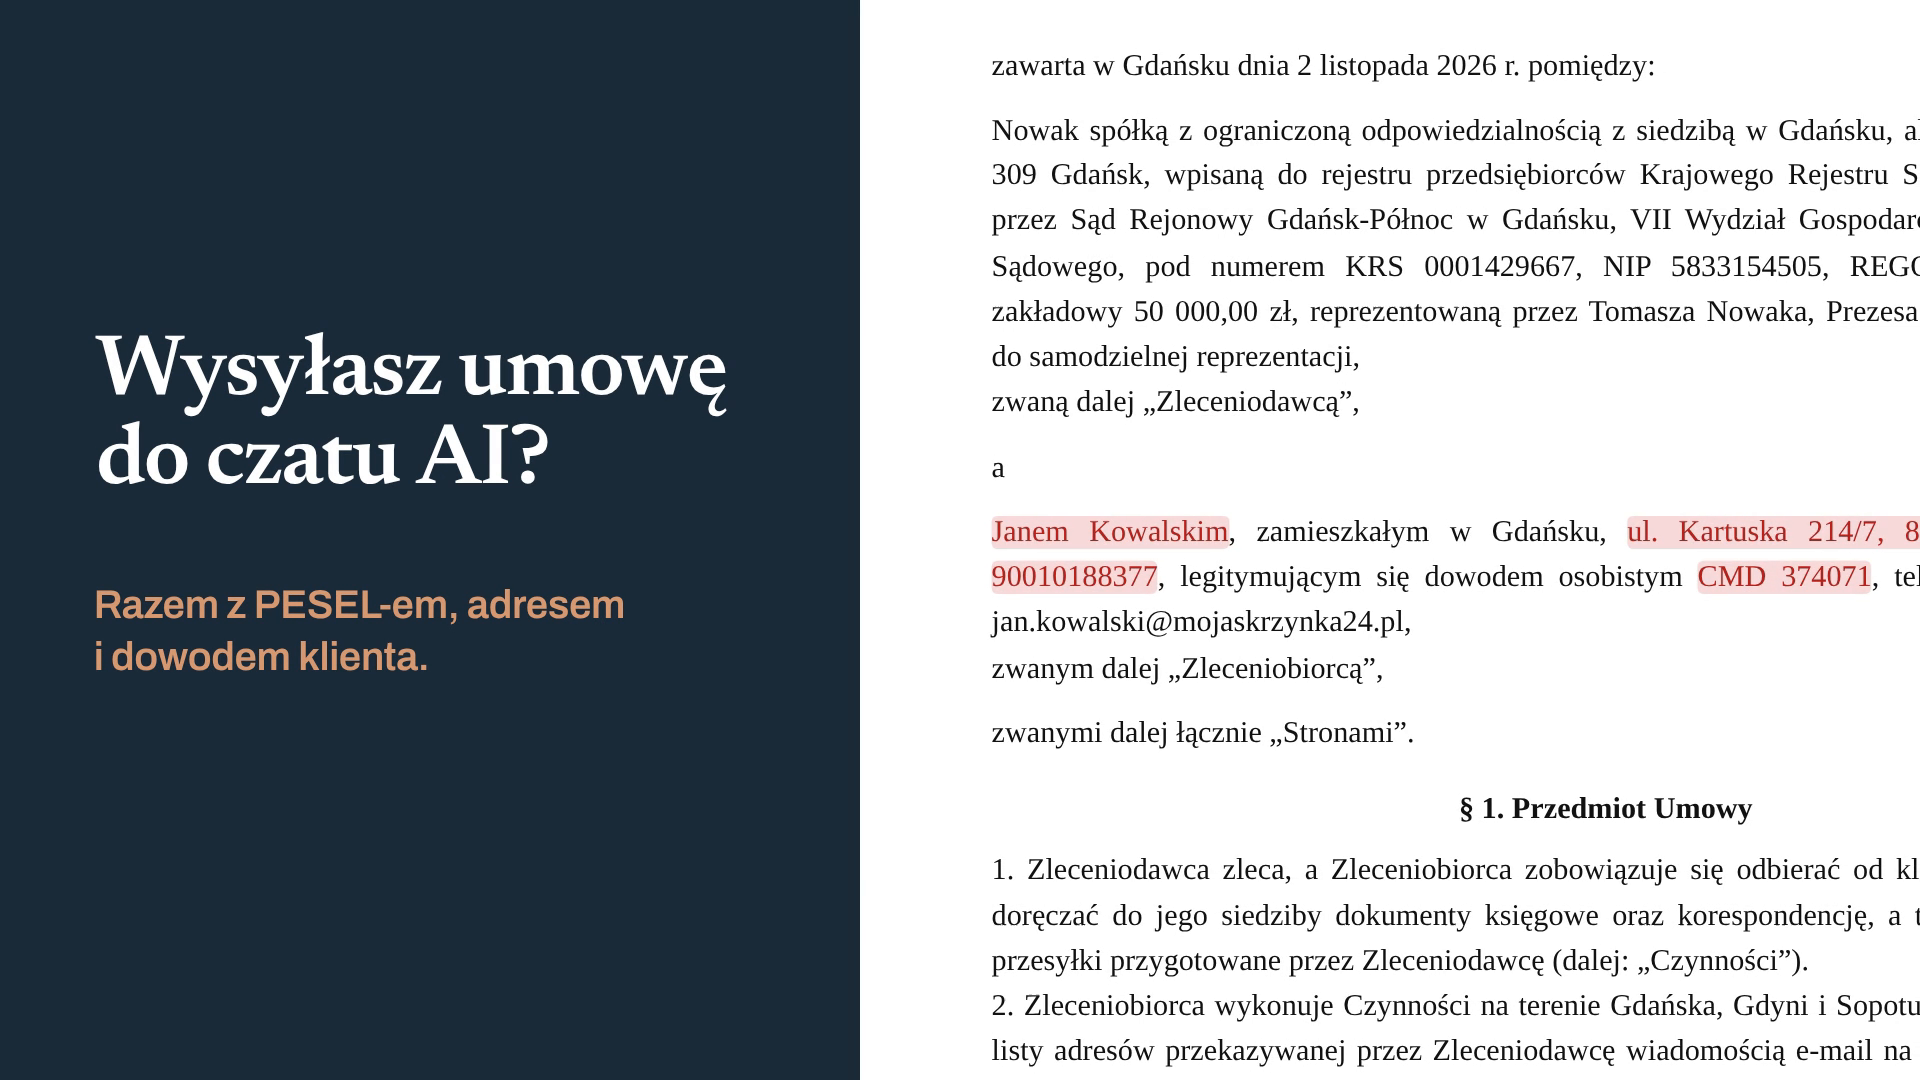 Wysyłasz umowę
do czatu AI?
Razem z PESEL-em, adresem
i dowodem klienta.
zawarta w Gdańsku dnia 2 listopada 2026 r. pomiędzy:
Nowak spółką z ograniczoną odpowiedzialnością z siedzibą w Gdańsku,
309 Gdańsk, wpisaną do rejestru przedsiębiorców Krajowego Rejestru
przez Sąd Rejonowy Gdańsk-Północ w Gdańsku, VII Wydział
Sądowego, pod numerem KRS 0001429667, NIP 5833154505,
zakładowy 50 000,00 zł, reprezentowaną przez Tomasza Nowaka, Prezesa
do samodzielnej reprezentacji,
zwaną dalej „Zleceniodawcą”,
a
Janem Kowalskim, zamieszkałym w Gdańsku, ul. Kartuska 214/7,
90010188377, legitymującym się dowodem osobistym CMD 374071,
jan.kowalski@mojaskrzynka24.pl,
zwanym dalej „Zleceniobiorcą”,
zwanymi dalej łącznie „Stronami”.
§ 1. Przedmiot Umowy
1. Zleceniodawca zleca, a Zleceniobiorca zobowiązuje się odbierać od
doręczać do jego siedziby dokumenty księgowe oraz korespondencję, a
przesyłki przygotowane przez Zleceniodawcę (dalej: „Czynności”).
2. Zleceniobiorca wykonuje Czynności na terenie Gdańska, Gdyni i Sopotu
listy adresów przekazywanej przez Zleceniodawcę wiadomością e-mail na